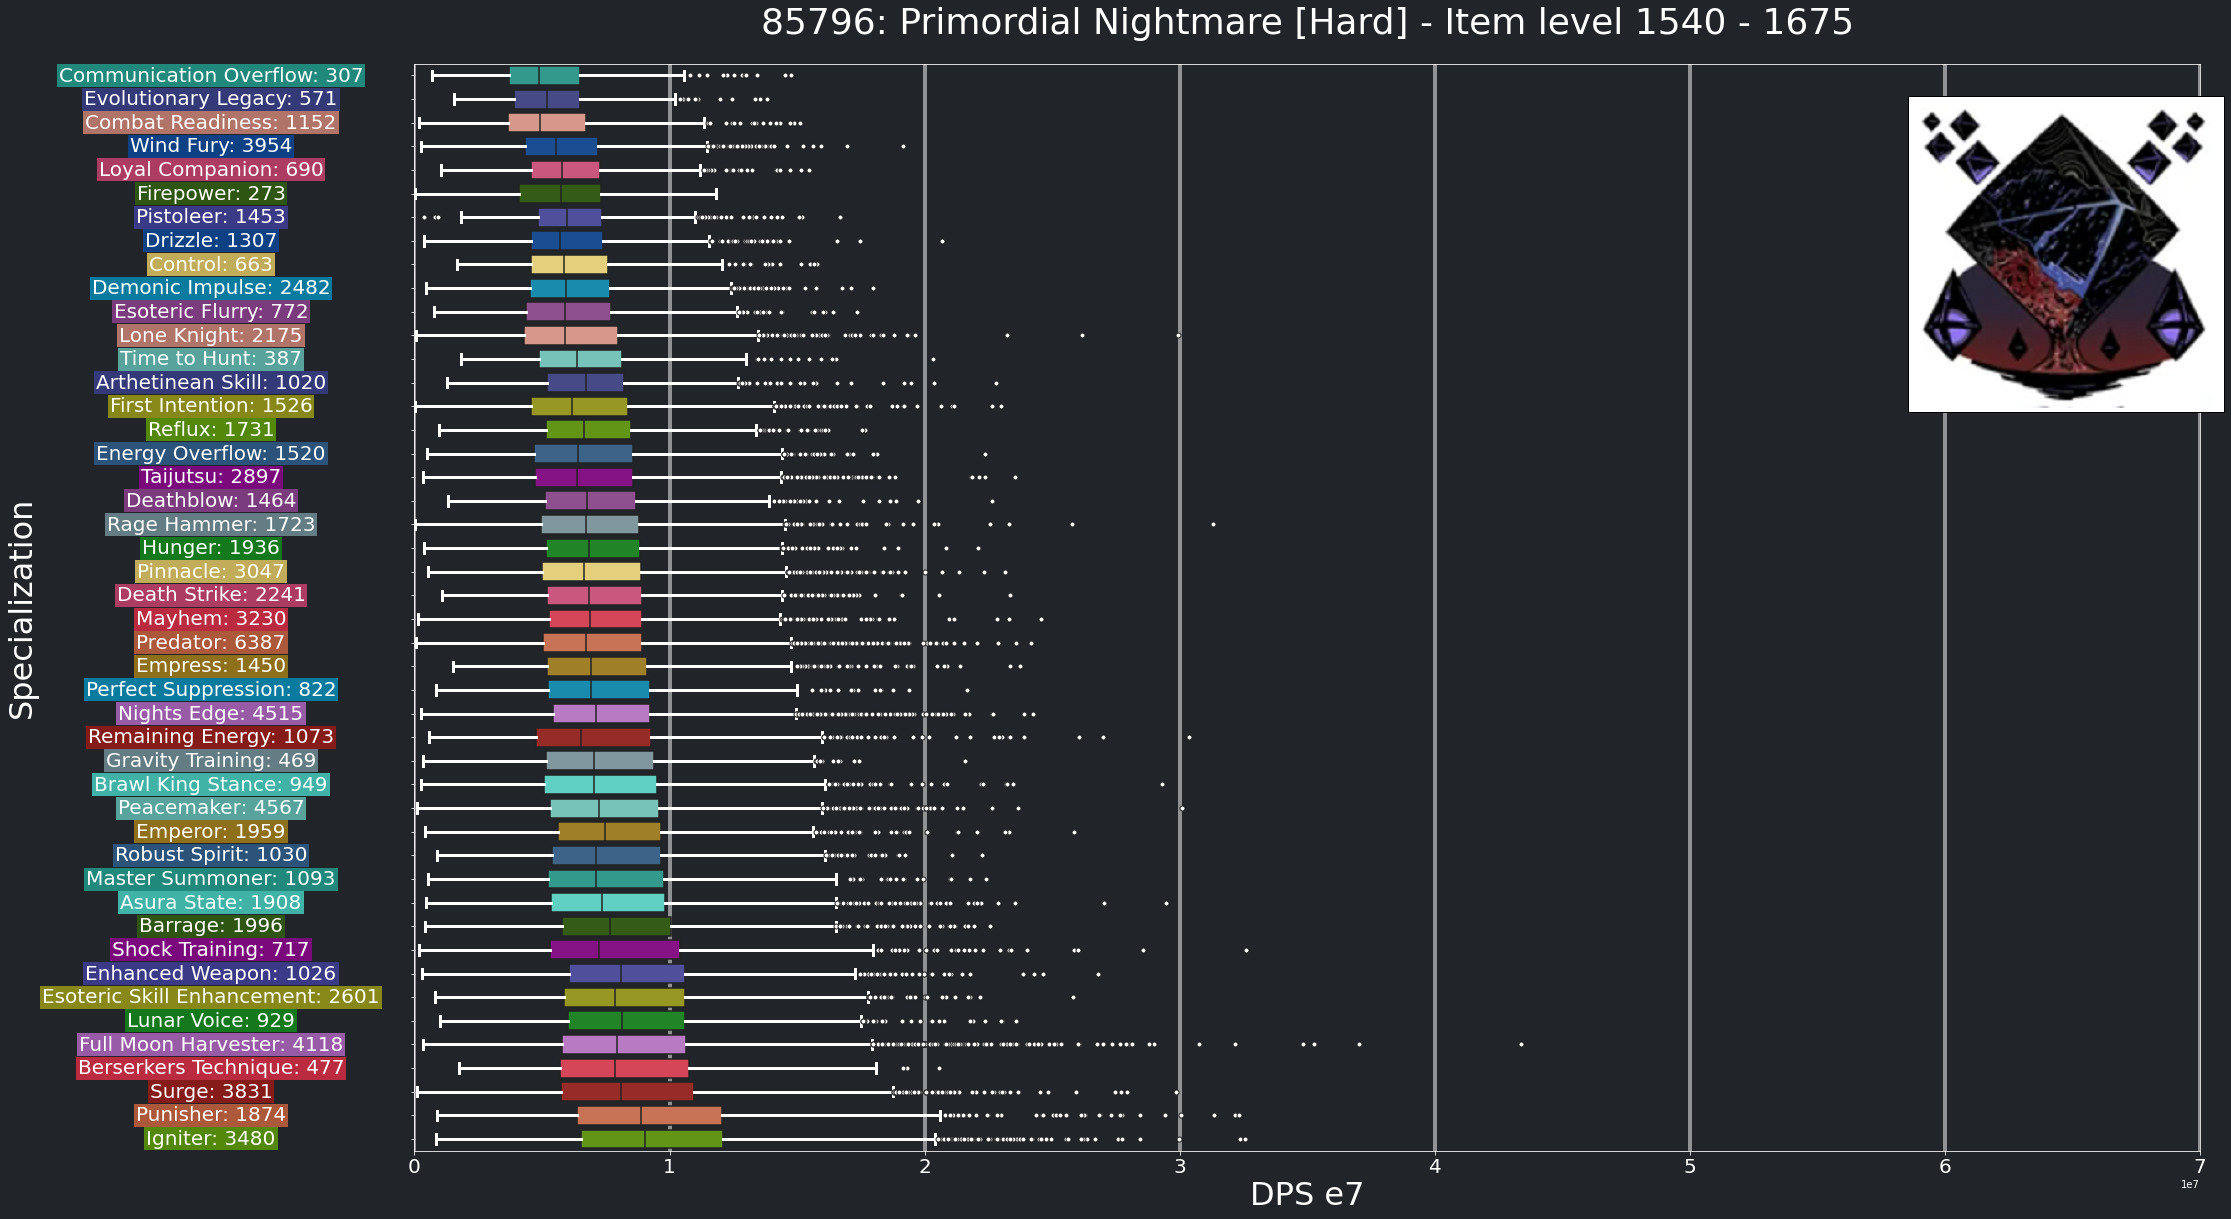 85796: Primordial Nightmare [Hard] - Item level 1540 - 1675
Communication Overflow: 307
Evolutionary Legacy: 571
Combat Readiness: 1152
Wind Fury: 3954
Loyal Companion: 690
Firepower: 273
Pistoleer: 1453
Drizzle: 1307
Control: 663
Demonic Impulse: 2482
Esoteric Flurry: 772
Lone Knight: 2175
Time to Hunt: 387
Arthetinean Skill: 1020
First Intention: 1526
Reflux: 1731
Energy Overflow: 1520
Taijutsu: 2897
Deathblow: 1464
Rage Hammer: 1723
Hunger: 1936
Pinnacle: 3047
Death Strike: 2241
Mayhem: 3230
Predator: 6387
Empress: 1450
Perfect Suppression: 822
Nights Edge: 4515
Remaining Energy: 1073
Gravity Training: 469
Brawl King Stance: 949
Peacemaker: 4567
Emperor: 1959
Robust Spirit: 1030
Master Summoner: 1093
Asura State: 1908
Barrage: 1996
Shock Training: 717
Enhanced Weapon: 1026
Esoteric Skill Enhancement: 2601
Lunar Voice: 929
Full Moon Harvester: 4118
Berserkers Technique: 477
Surge: 3831
Punisher: 1874
Igniter: 3480
Specialization
0 1 2 3 4 5 6 7
1e7
DPS e7